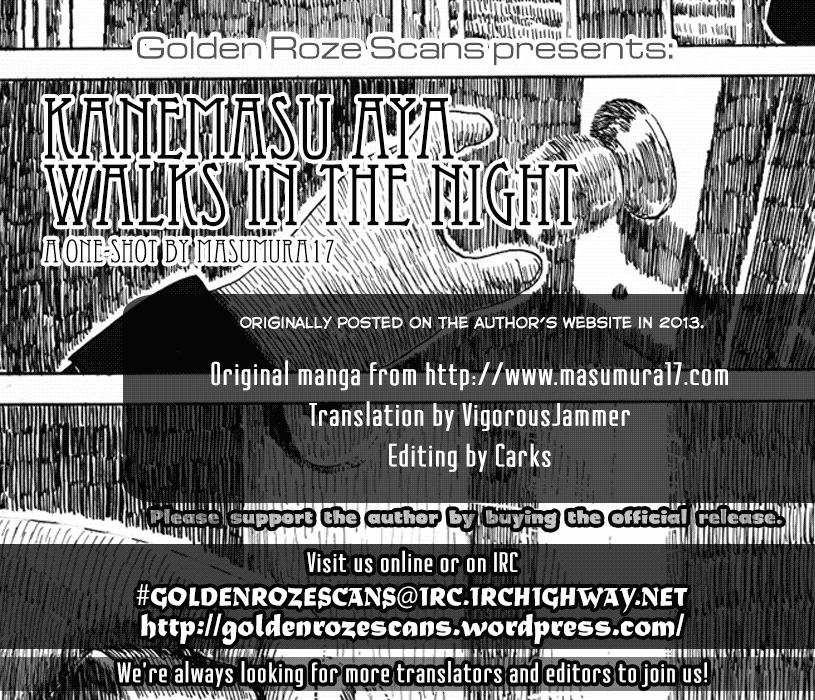 Golden Roze Scans presents:
KANEMASU AYA
WALKS IN THE NIGHT
A ONE-SHOT BY MASUMURA17
ORIGINALLY POSTED ON THE AUTHOR'S WEBSITE IN 2013.
Original manga from http://www.masumura17.com
Translation by VigorousJammer
Editing by Carks
Please support the author by buying the official release.
Visit us online or on IRC
#GOLDENROZESCANS@IRC.IRCHIGHWAY.NET
http://goldenrozescans.wordpress.com/
We're always looking for more translators and editors to join us!